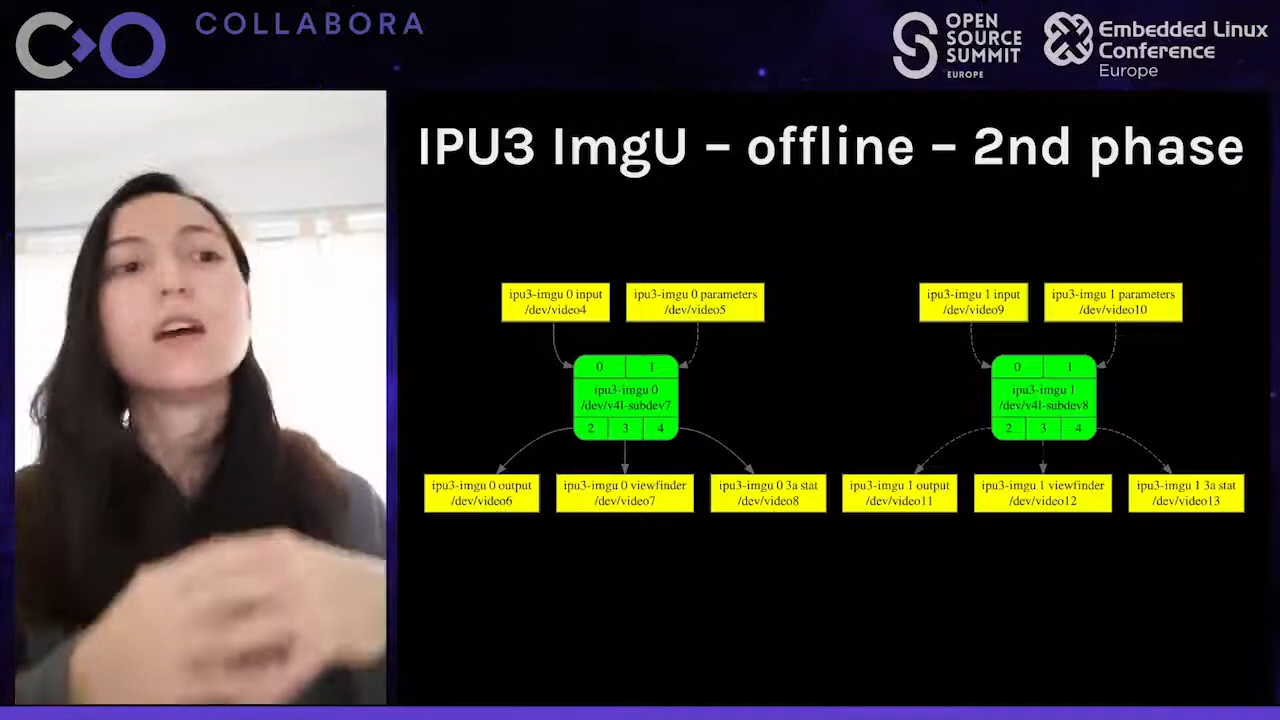 COLLABORA
OPEN
SOURCE
SUMMIT
EUROPE
Embedded Linux
Conference
Europe
IPU3 ImgU – offline – 2nd phase
ipu3-imgu 0 input
/dev/video4
ipu3-imgu 0 parameters
/dev/video5
ipu3-imgu 1 input
/dev/video9
ipu3-imgu 1 parameters
/dev/video10
0 1
ipu3-imgu 0
/dev/v4l-subdev7
2 3 4
0 1
ipu3-imgu 1
/dev/v4l-subdev8
2 3 4
ipu3-imgu 0 output
/dev/video6
ipu3-imgu 0 viewfinder
/dev/video7
ipu3-imgu 0 3a stat
/dev/video8
ipu3-imgu 1 output
/dev/video11
ipu3-imgu 1 viewfinder
/dev/video12
ipu3-imgu 1 3a stat
/dev/video13